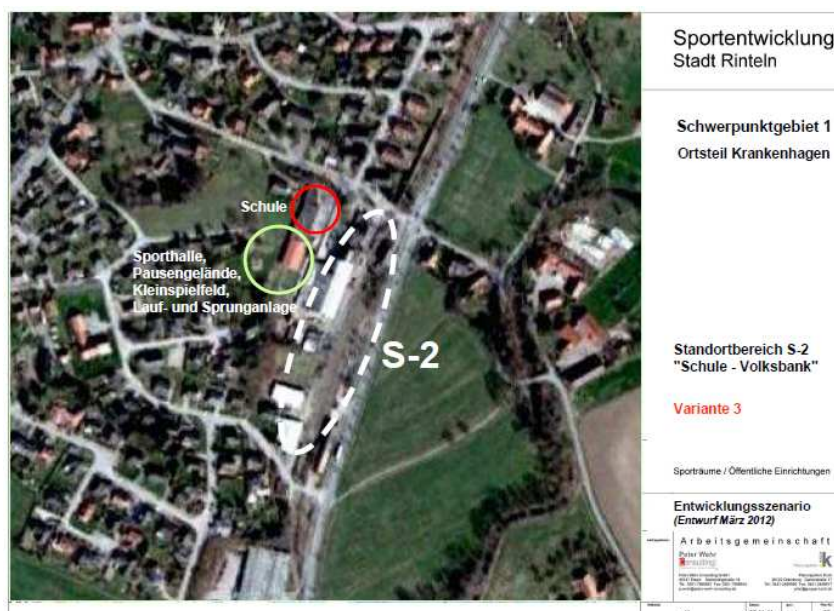 Schule
Sporthalle,
Pausengelände,
Kleinspielfeld,
Lauf- und Sprunganlage
S-2
Sportentwicklung
Stadt Rinteln
Schwerpunktgebiet 1
Ortsteil Krankenhagen
Standortbereich S-2
"Schule - Volksbank"
Variante 3
Sporträume / Öffentliche Einrichtungen
Entwicklungsszenario
(Entwurf März 2012)
Arbeitsgemeinschaft